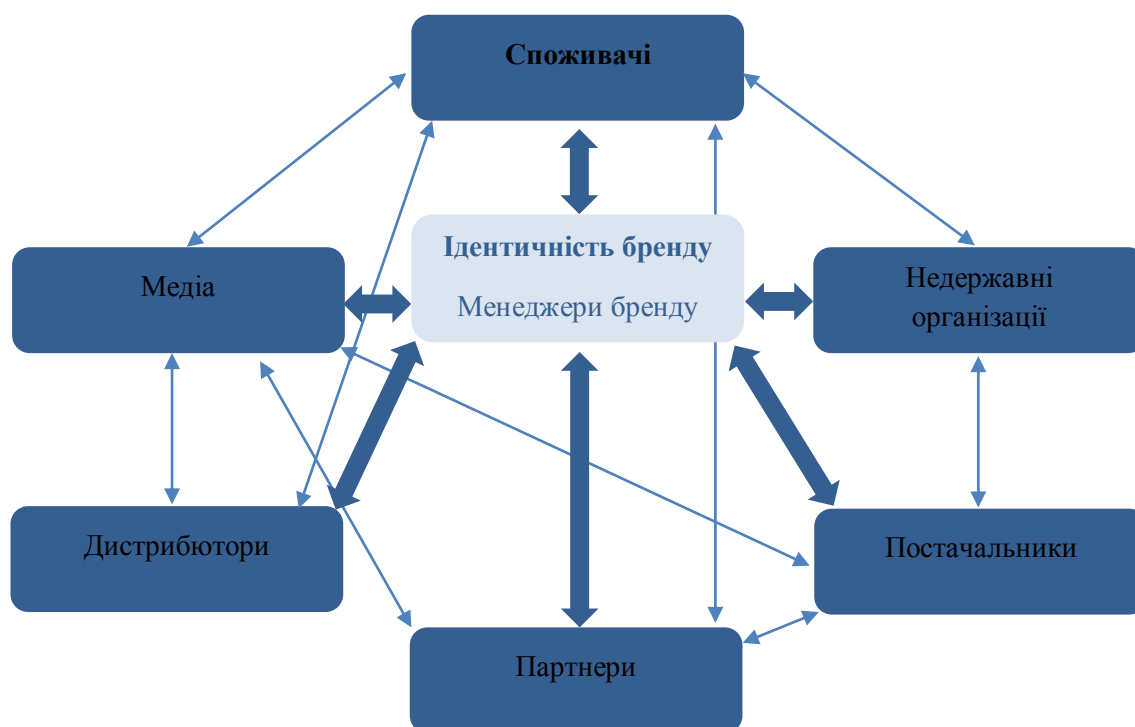 Споживачі
Ідентичність бренду
Менеджери бренду
Медіа
Недержавні
організації
Дистрибютори
Постачальники
Партнери